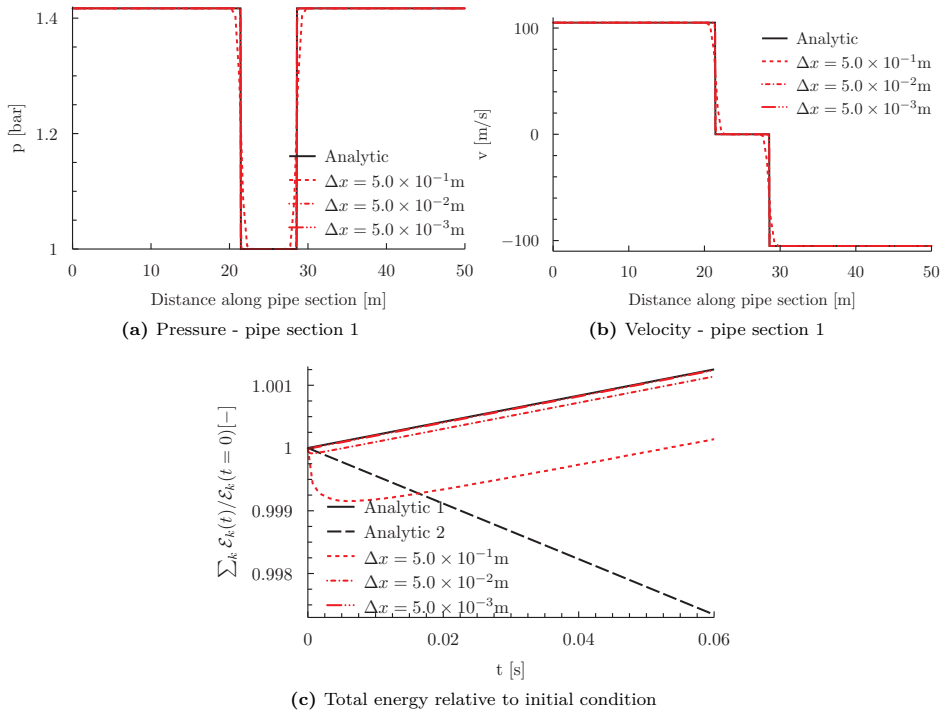 1.4
1.2
1
p [bar]
Analytic
Δx = 5.0 × 10⁻¹m
Δx = 5.0 × 10⁻²m
Δx = 5.0 × 10⁻³m
0 10 20 30 40 50
Distance along pipe section [m]
(a) Pressure - pipe section 1
100
0
−100
v [m/s]
Analytic
Δx = 5.0 × 10⁻¹m
Δx = 5.0 × 10⁻²m
Δx = 5.0 × 10⁻³m
0 10 20 30 40 50
Distance along pipe section [m]
(b) Velocity - pipe section 1
1.001
1
0.999
0.998
∑ₖ ℰₖ(t)/ℰₖ(t = 0)[−]
Analytic 1
Analytic 2
Δx = 5.0 × 10⁻¹m
Δx = 5.0 × 10⁻²m
Δx = 5.0 × 10⁻³m
0 0.02 0.04 0.06
t [s]
(c) Total energy relative to initial condition